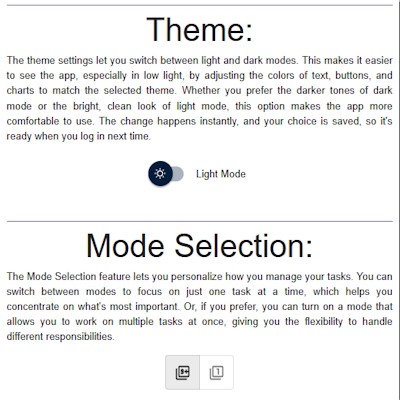 Theme:
The theme settings let you switch between light and dark modes. This makes it easier
to see the app, especially in low light, by adjusting the colors of text, buttons, and
charts to match the selected theme. Whether you prefer the darker tones of dark
mode or the bright, clean look of light mode, this option makes the app more
comfortable to use. The change happens instantly, and your choice is saved, so it's
ready when you log in next time.
Light Mode
Mode Selection:
The Mode Selection feature lets you personalize how you manage your tasks. You can
switch between modes to focus on just one task at a time, which helps you
concentrate on what's most important. Or, if you prefer, you can turn on a mode that
allows you to work on multiple tasks at once, giving you the flexibility to handle
different responsibilities.
9+ 1